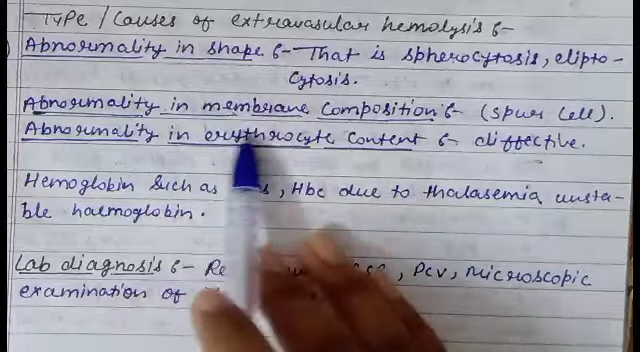 Type / Causes of extravasular hemolysis :-
Abnormality in shape :- That is spherocytosis, elipto-
cytosis.
Abnormality in membrane composition :- (spur cell).
Abnormality in erythrocyte content :- diffective.
Hemoglobin such as , Hbc due to thalasemia, unsta-
ble haemoglobin.
Lab diagnosis :- , PCV, microscopic
examination of